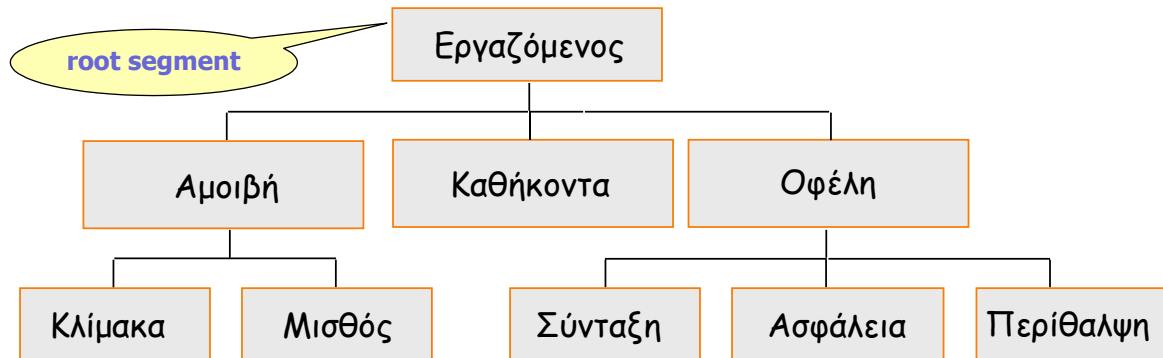 Εργαζόμενος
root segment
Αμοιβή
Καθήκοντα
Οφέλη
Κλίμακα
Μισθός
Σύνταξη
Ασφάλεια
Περίθαλψη